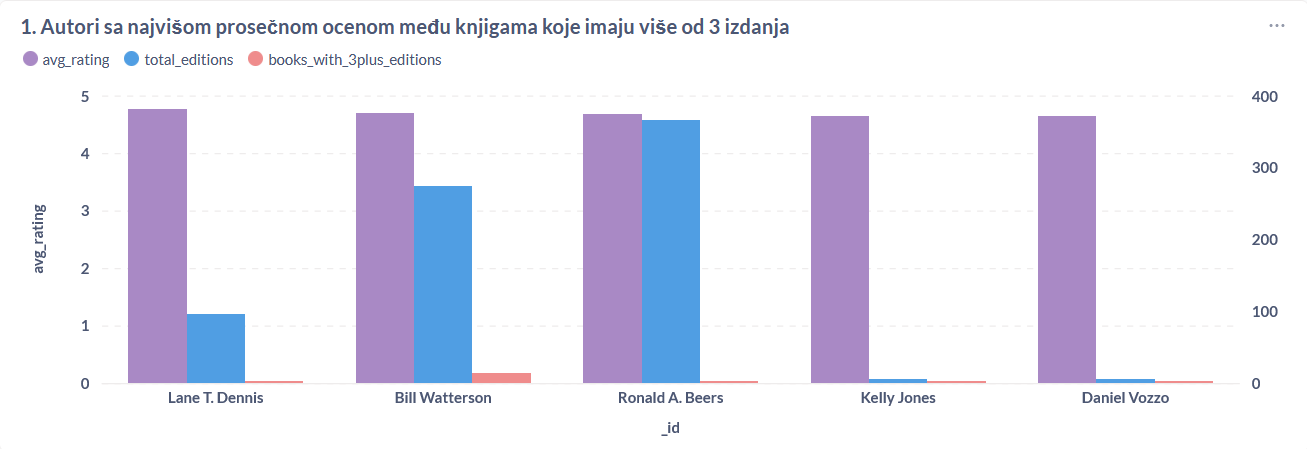 1. Autori sa najvišom prosečnom ocenom među knjigama koje imaju više od 3 izdanja
avg_rating total_editions books_with_3plus_editions
5 400
4 300
3 200
2 100
1 0
0
avg_rating
Lane T. Dennis Bill Watterson Ronald A. Beers Kelly Jones Daniel Vozzo
_id